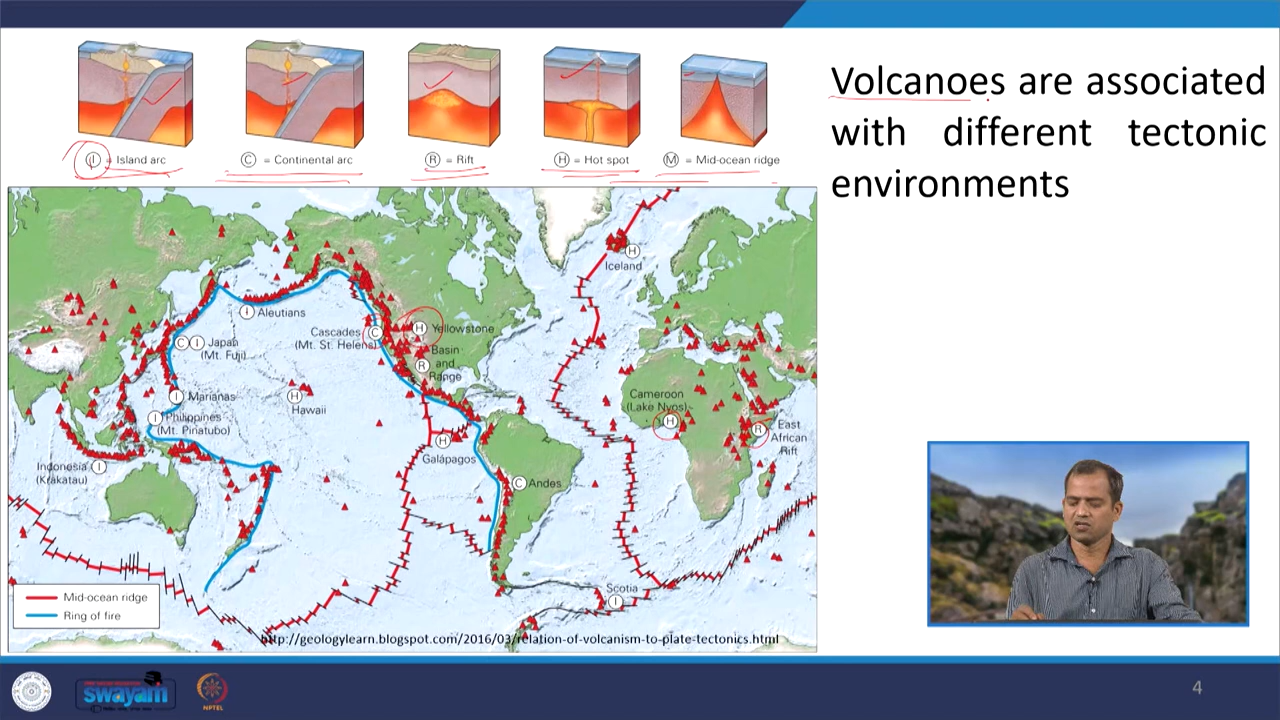 I = Island arc
C = Continental arc
R = Rift
H = Hot spot
M = Mid-ocean ridge
Volcanoes are associated
with different tectonic
environments
H
Iceland
I Aleutians
Cascades C
(Mt. St. Helens)
H Yellowstone
Basin
and
Range
R
C I Japan
(Mt. Fuji)
I Marianas
H
Hawaii
I Philippines
(Mt. Pinatubo)
Cameroon
(Lake Nyos)
H
R East
African
Rift
H
Galápagos
Indonesia I
(Krakatau)
C Andes
Scotia
I
Mid-ocean ridge
Ring of fire
http://geologylearn.blogspot.com/2016/03/relation-of-volcanism-to-plate-tectonics.html
swayam
NPTEL
4